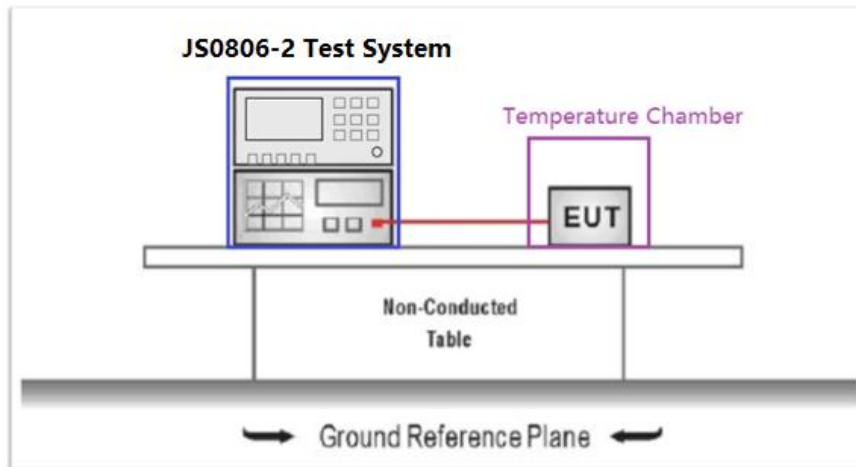 JS0806-2 Test System
Temperature Chamber
EUT
Non-Conducted
Table
Ground Reference Plane